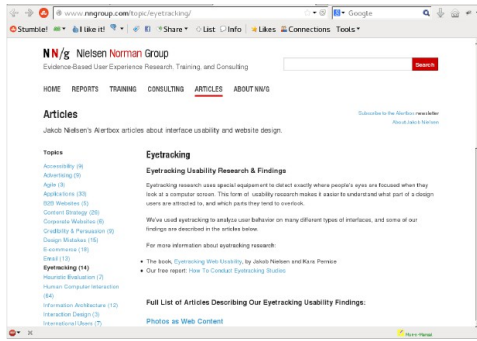 www.nngroup.com/topic/eyetracking/
Google
Stumble! I like it! Share List Info Likes Connections Tools
NN/g Nielsen Norman Group
Evidence-Based User Experience Research, Training, and Consulting
Search
HOME REPORTS TRAINING CONSULTING ARTICLES ABOUT NN/G
Articles
Subscribe to the Alertbox newsletter
About Jakob Nielsen
Jakob Nielsen's Alertbox articles about interface usability and website design.
Topics
Accessibility (9)
Advertising (9)
Agile (3)
Applications (33)
B2B Websites (5)
Content Strategy (26)
Corporate Websites (6)
Credibility & Persuasion (9)
Design Mistakes (15)
E-commerce (18)
Email (13)
Eyetracking (14)
Heuristic Evaluation (7)
Human Computer Interaction
(64)
Information Architecture (12)
Interaction Design (3)
International Users (7)
Eyetracking
Eyetracking Usability Research & Findings
Eyetracking research uses special equipment to detect exactly where people's eyes are focused when they
look at a computer screen. This form of usability research makes it easier to understand what part of a design
users are attracted to, and which parts they tend to overlook.
We've used eyetracking to analyze user behavior on many different types of interfaces, and some of our
findings are described in the articles below.
For more information about eyetracking research:
The book, Eyetracking Web Usability, by Jakob Nielsen and Kara Pernice
Our free report: How To Conduct Eyetracking Studies
Full List of Articles Describing Our Eyetracking Usability Findings:
Photos as Web Content